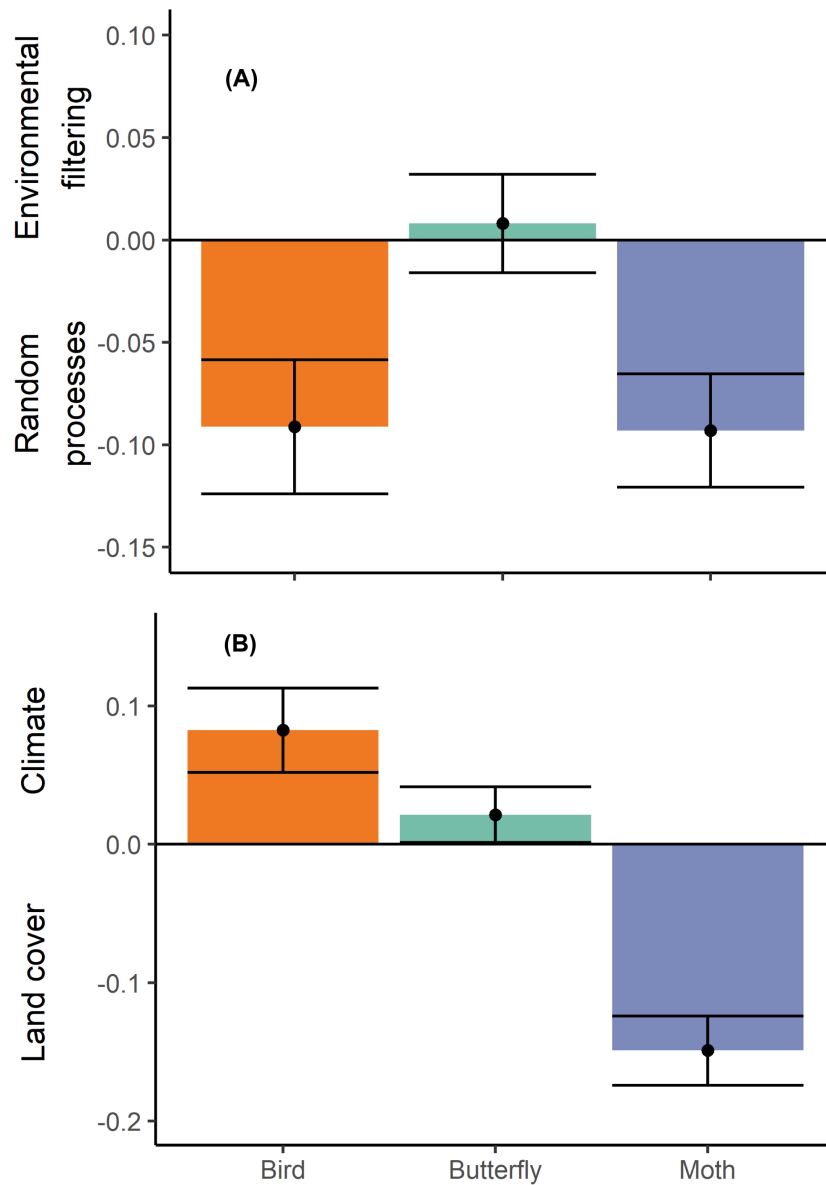 (A)
Environmental
filtering
Random
processes
0.10
0.05
0.00
-0.05
-0.10
-0.15
(B)
Climate
Land cover
0.1
0.0
-0.1
-0.2
Bird Butterfly Moth